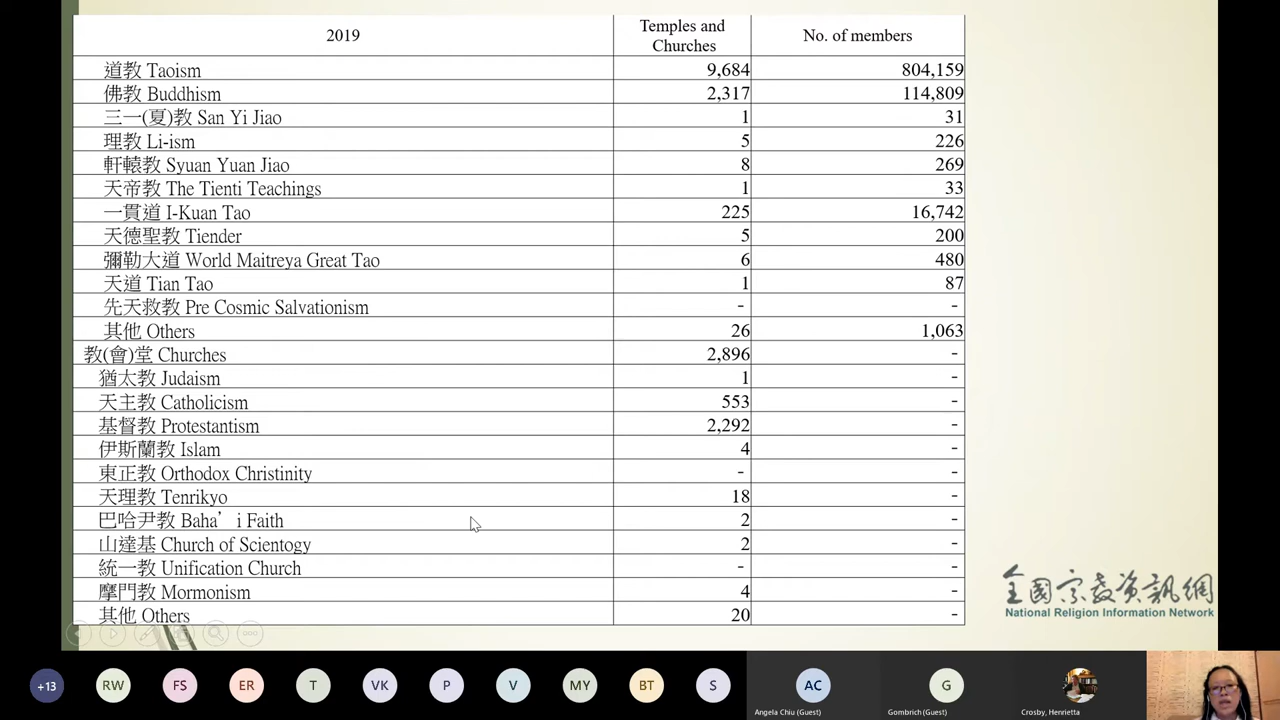 2019 Temples and Churches No. of members
道教 Taoism 9,684 804,159
佛教 Buddhism 2,317 114,809
三一(夏)教 San Yi Jiao 1 31
理教 Li-ism 5 226
軒轅教 Syuan Yuan Jiao 8 269
天帝教 The Tienti Teachings 1 33
一貫道 I-Kuan Tao 225 16,742
天德聖教 Tiender 5 200
彌勒大道 World Maitreya Great Tao 6 480
天道 Tian Tao 1 87
先天救教 Pre Cosmic Salvationism - -
其他 Others 26 1,063
教(會)堂 Churches 2,896 -
猶太教 Judaism 1 -
天主教 Catholicism 553 -
基督教 Protestantism 2,292 -
伊斯蘭教 Islam 4 -
東正教 Orthodox Christinity - -
天理教 Tenrikyo 18 -
巴哈尹教 Baha’i Faith 2 -
山達基 Church of Scientogy 2 -
統一教 Unification Church - -
摩門教 Mormonism 4 -
其他 Others 20 -
全國宗教資訊網
National Religion Information Network
+13 RW FS ER T VK P V MY BT S AC G
Angela Chiu (Guest) Gombrich (Guest) Crosby, Henrietta